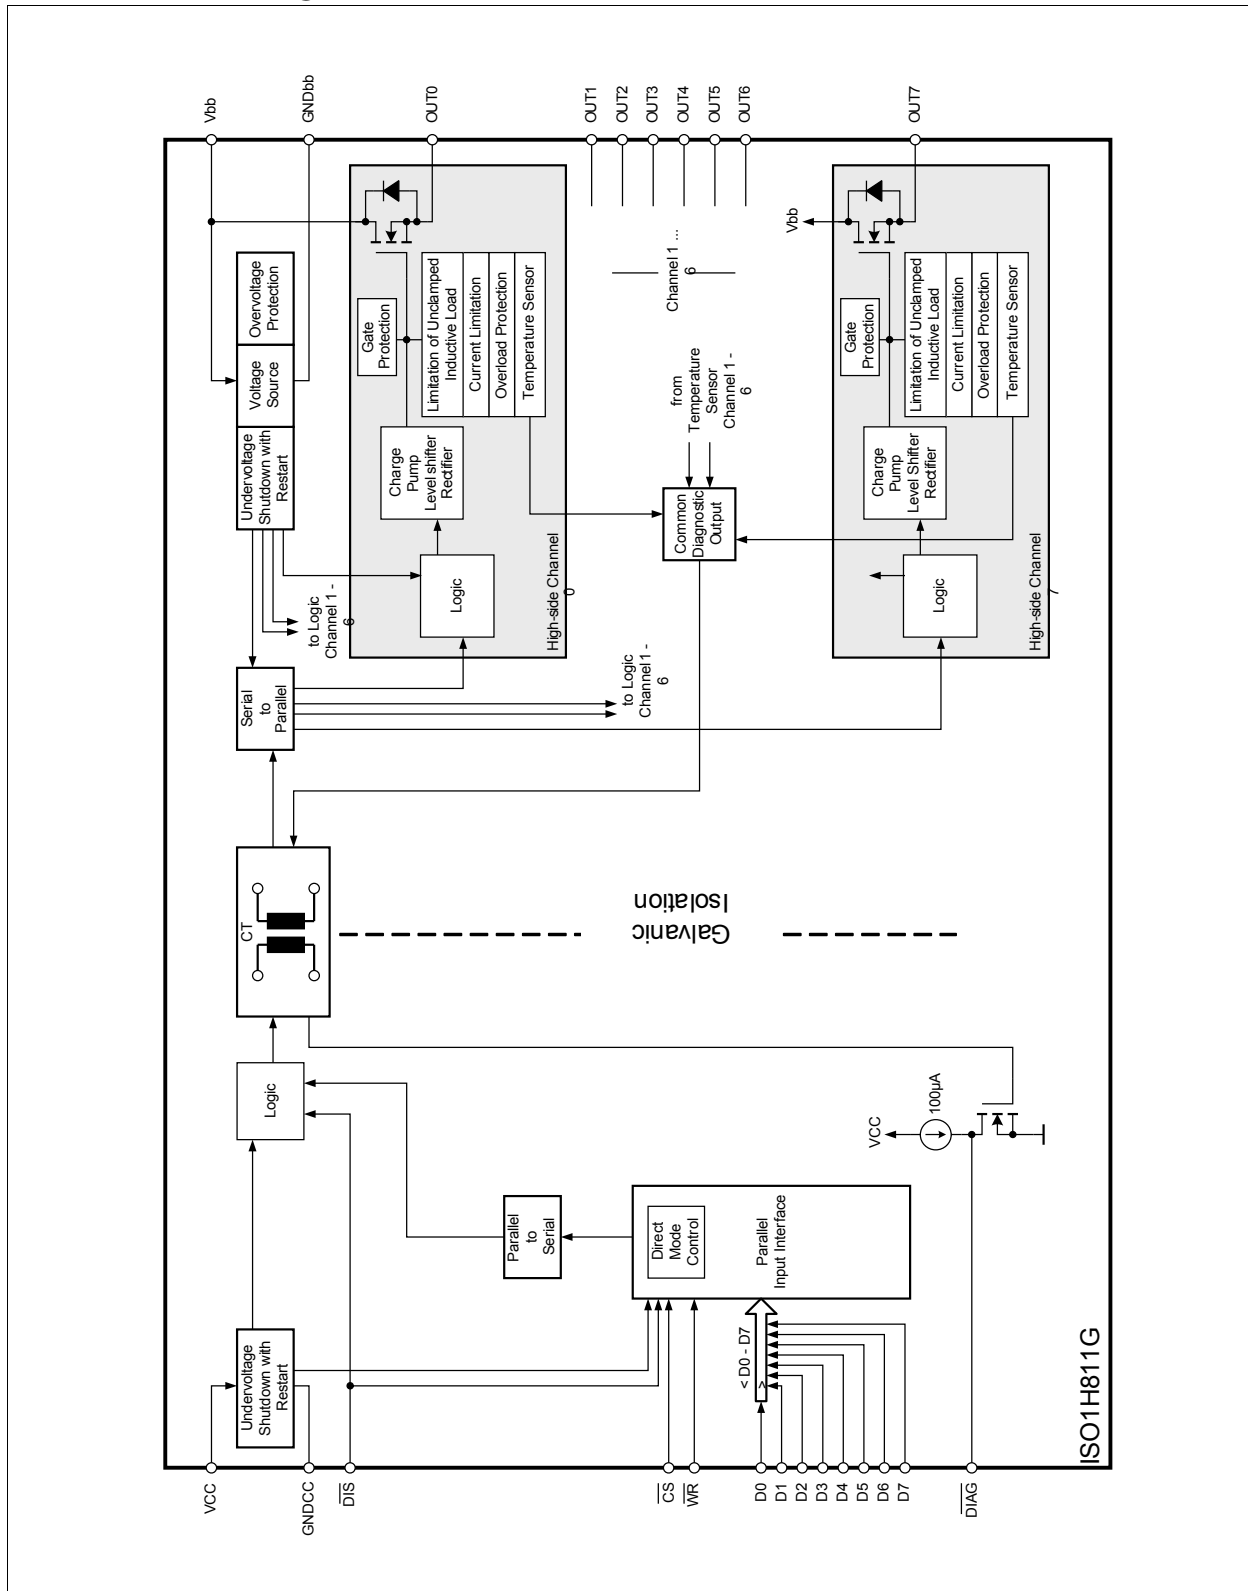 VCC
GNDCC
DIS
CS
WR
D0
D1
D2
D3
D4
D5
D6
D7
DIAG
Undervoltage
Shutdown with
Restart
< D0 - D7
>
Direct
Mode
Control
Parallel
Input Interface
Parallel
to
Serial
VCC
100µA
Logic
CT
Galvanic
Isolation
Serial
to
Parallel
to Logic
Channel 1 -
6
to Logic
Channel 1 -
6
Undervoltage
Shutdown with
Restart
Voltage
Source
Overvoltage
Protection
Logic
Charge
Pump
Level shifter
Rectifier
Gate
Protection
Limitation of Unclamped
Inductive Load
Current Limitation
Overload Protection
Temperature Sensor
High-side Channel
0
Common
Diagnostic
Output
from
Temperature
Sensor
Channel 1 -
6
Channel 1 ...
6
Vbb
Logic
Charge
Pump
Level Shifter
Rectifier
Gate
Protection
Limitation of Unclamped
Inductive Load
Current Limitation
Overload Protection
Temperature Sensor
High-side Channel
7
Vbb
GNDbb
OUT0
OUT1
OUT2
OUT3
OUT4
OUT5
OUT6
OUT7
ISO1H811G